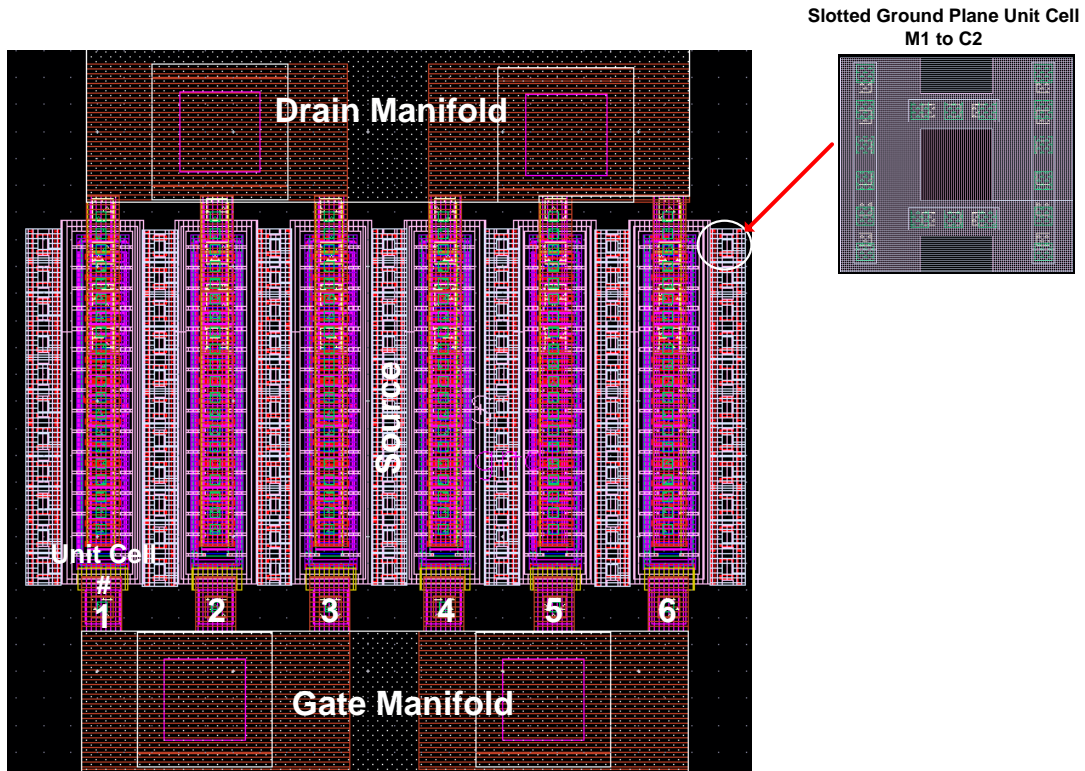 Slotted Ground Plane Unit Cell
M1 to C2
Drain Manifold
Source
Unit Cell
#
1 2 3 4 5 6
Gate Manifold